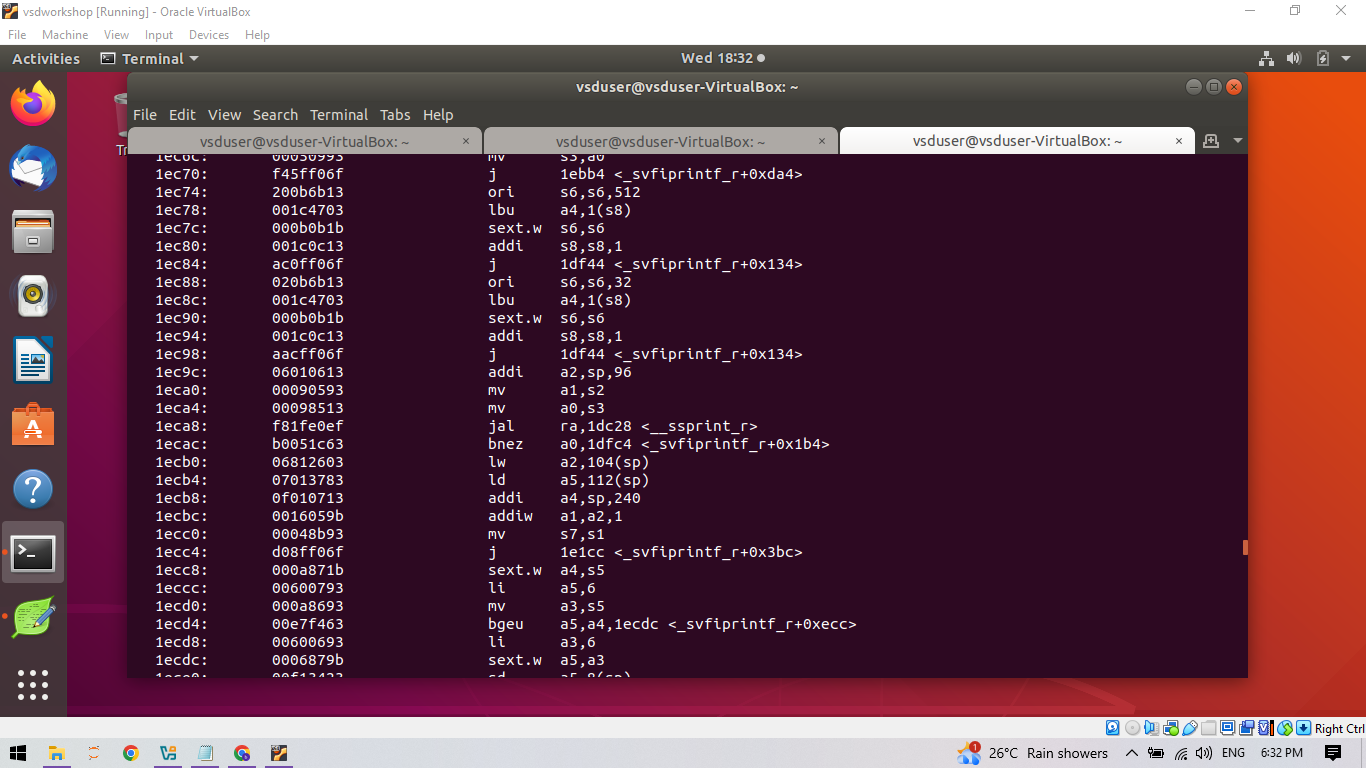 vsdworkshop [Running] - Oracle VirtualBox
File Machine View Input Devices Help
Activities Terminal Wed 18:32
vsduser@vsduser-VirtualBox: ~
File Edit View Search Terminal Tabs Help
vsduser@vsduser-VirtualBox: ~ × vsduser@vsduser-VirtualBox: ~ × vsduser@vsduser-VirtualBox: ~ ×
1ec6c: 00050993 mv s3,a0
1ec70: f45ff06f j 1ebb4 <_svfiprintf_r+0xda4>
1ec74: 200b6b13 ori s6,s6,512
1ec78: 001c4703 lbu a4,1(s8)
1ec7c: 000b0b1b sext.w s6,s6
1ec80: 001c0c13 addi s8,s8,1
1ec84: ac0ff06f j 1df44 <_svfiprintf_r+0x134>
1ec88: 020b6b13 ori s6,s6,32
1ec8c: 001c4703 lbu a4,1(s8)
1ec90: 000b0b1b sext.w s6,s6
1ec94: 001c0c13 addi s8,s8,1
1ec98: aacff06f j 1df44 <_svfiprintf_r+0x134>
1ec9c: 06010613 addi a2,sp,96
1eca0: 00090593 mv a1,s2
1eca4: 00098513 mv a0,s3
1eca8: f81fe0ef jal ra,1dc28 <__ssprint_r>
1ecac: b0051c63 bnez a0,1dfc4 <_svfiprintf_r+0x1b4>
1ecb0: 06812603 lw a2,104(sp)
1ecb4: 07013783 ld a5,112(sp)
1ecb8: 0f010713 addi a4,sp,240
1ecbc: 0016059b addiw a1,a2,1
1ecc0: 00048b93 mv s7,s1
1ecc4: d08ff06f j 1e1cc <_svfiprintf_r+0x3bc>
1ecc8: 000a871b sext.w a4,s5
1eccc: 00600793 li a5,6
1ecd0: 000a8693 mv a3,s5
1ecd4: 00e7f463 bgeu a5,a4,1ecdc <_svfiprintf_r+0xecc>
1ecd8: 00600693 li a3,6
1ecdc: 0006879b sext.w a5,a3
1ece0: 00f13423 sd a5,8(sp)
Right Ctrl
1 26°C Rain showers ENG 6:32 PM